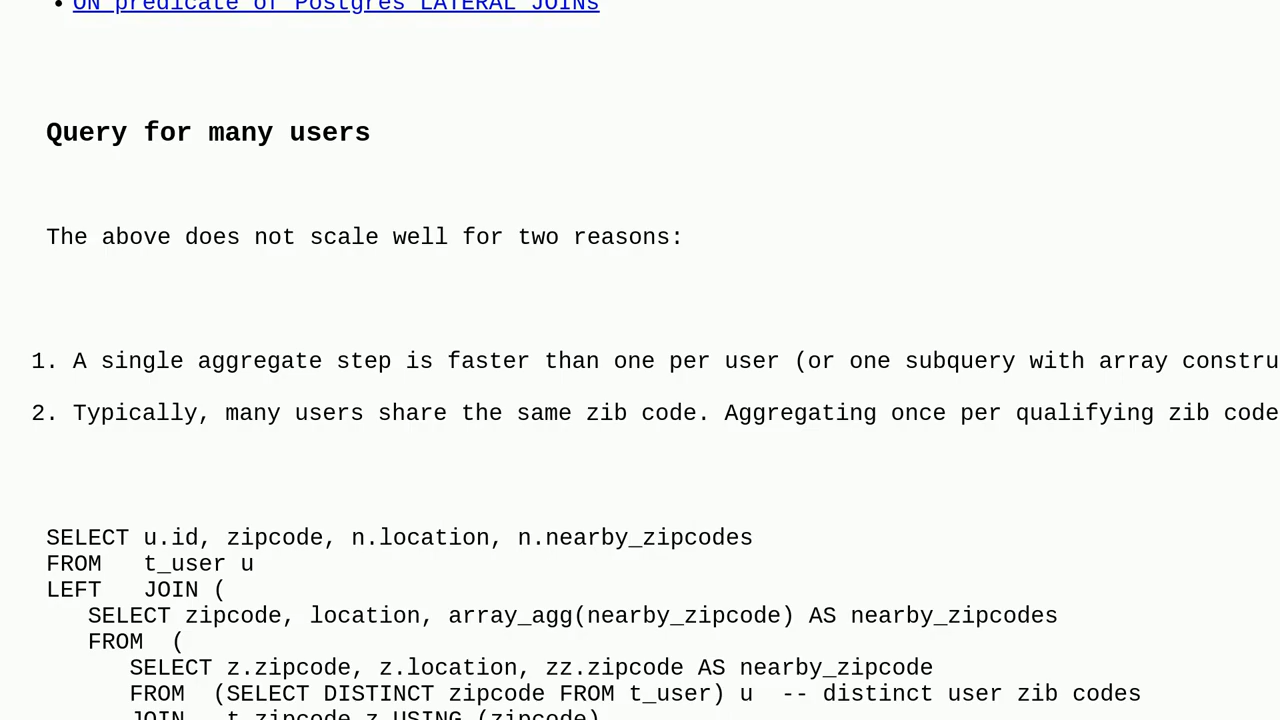 • ON predicate of Postgres LATERAL JOINs
Query for many users
The above does not scale well for two reasons:
1. A single aggregate step is faster than one per user (or one subquery with array constru
2. Typically, many users share the same zib code. Aggregating once per qualifying zib code
SELECT u.id, zipcode, n.location, n.nearby_zipcodes
FROM   t_user u
LEFT   JOIN (
   SELECT zipcode, location, array_agg(nearby_zipcode) AS nearby_zipcodes
   FROM  (
      SELECT z.zipcode, z.location, zz.zipcode AS nearby_zipcode
      FROM  (SELECT DISTINCT zipcode FROM t_user) u  -- distinct user zib codes
      JOIN   t_zipcode z USING (zipcode)